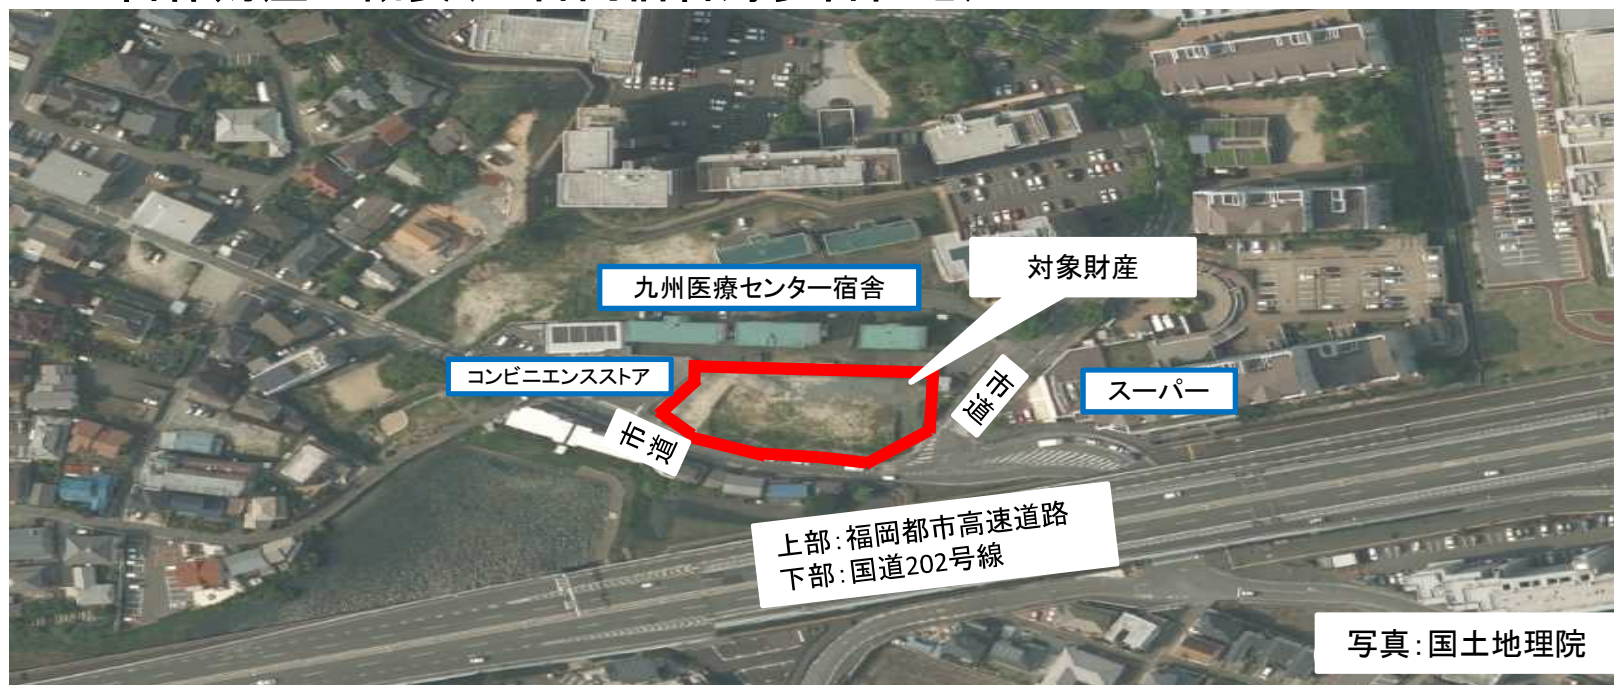 対象財産
九州医療センター宿舎
コンビニエンスストア
市道
スーパー
市道
上部：福岡都市高速道路
下部：国道202号線
写真：国土地理院